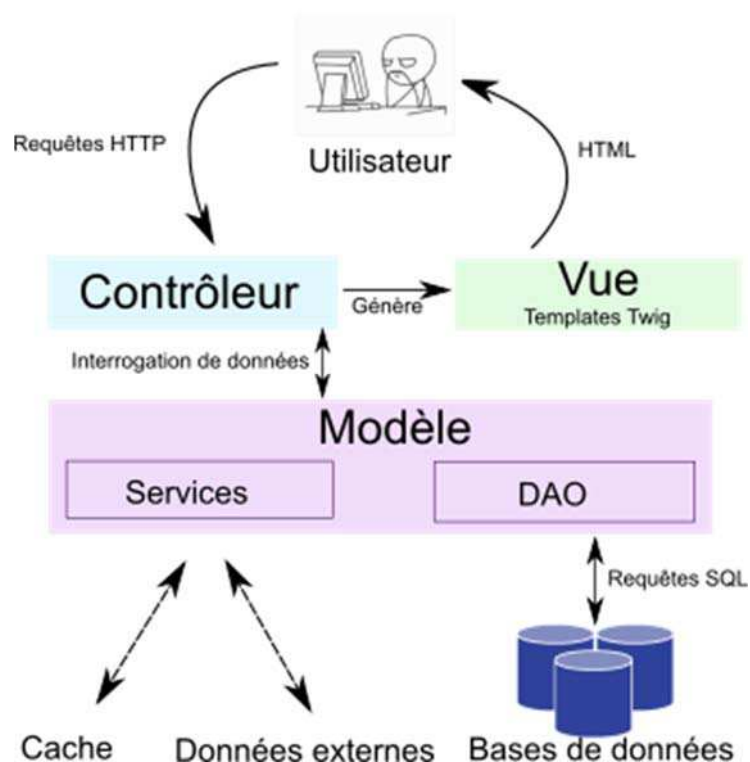 Requêtes HTTP
Utilisateur
HTML
Contrôleur
Génère
Vue
Templates Twig
Interrogation de données
Modèle
Services
DAO
Requêtes SQL
Cache
Données externes
Bases de données